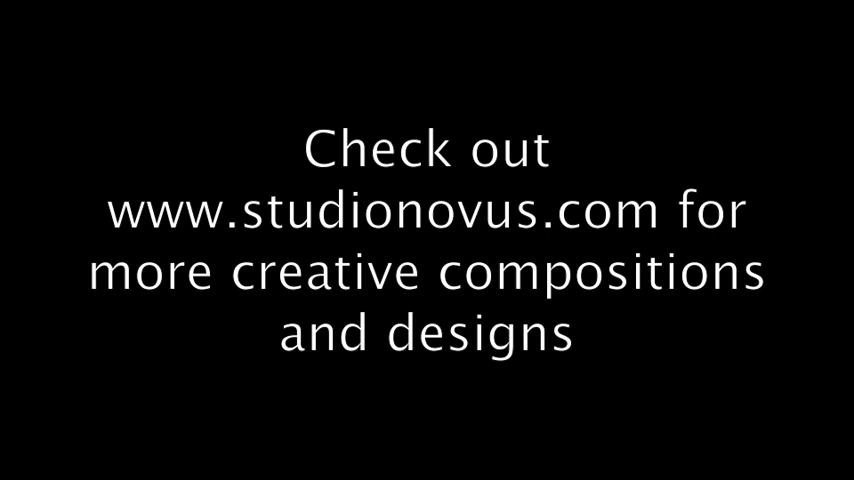 Check out
www.studionovus.com for
more creative compositions
and designs